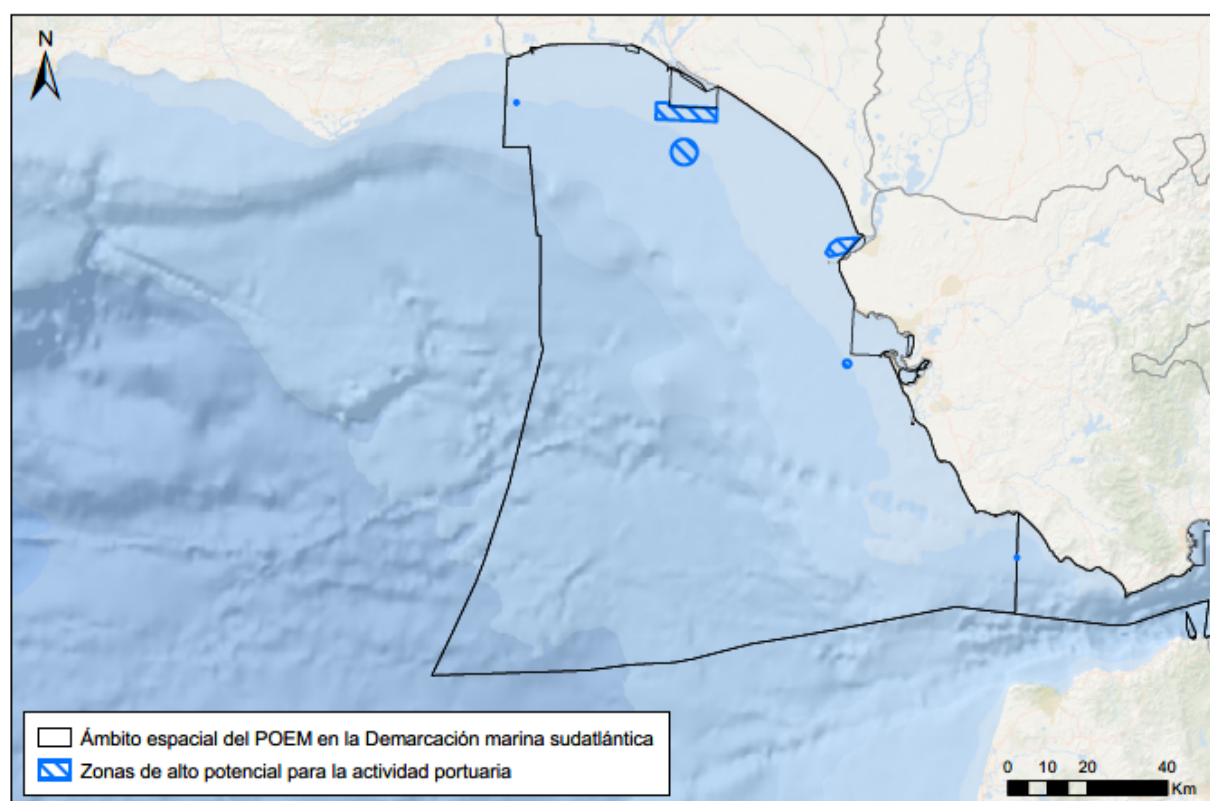 N
Ámbito espacial del POEM en la Demarcación marina sudatlántica
Zonas de alto potencial para la actividad portuaria
0 10 20 40
Km